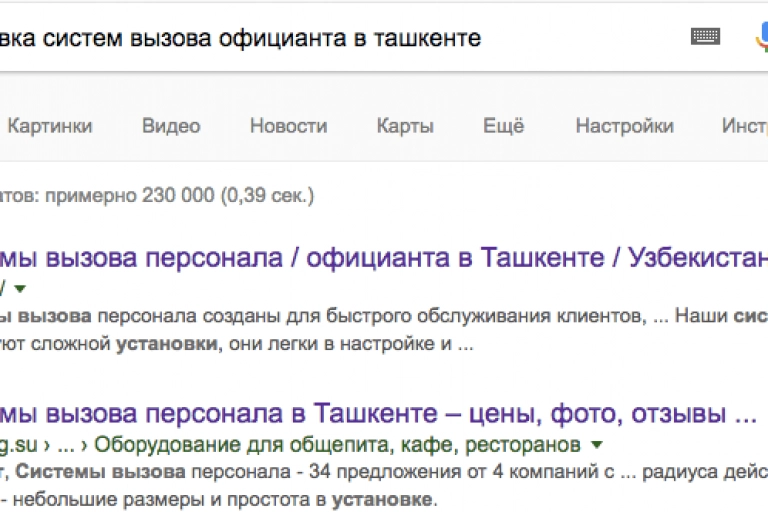 вка систем вызова официанта в ташкенте
Картинки Видео Новости Карты Ещё Настройки Инст
атов: примерно 230 000 (0,39 сек.)
мы вызова персонала / официанта в Ташкенте / Узбекистан
/
ы вызова персонала созданы для быстрого обслуживания клиентов, ... Наши сис
уют сложной установки, они легки в настройке и ...
мы вызова персонала в Ташкенте – цены, фото, отзывы ...
g.su › ... › Оборудование для общепита, кафе, ресторанов
т, Системы вызова персонала - 34 предложения от 4 компаний с ... радиуса дейс
- небольшие размеры и простота в установке.